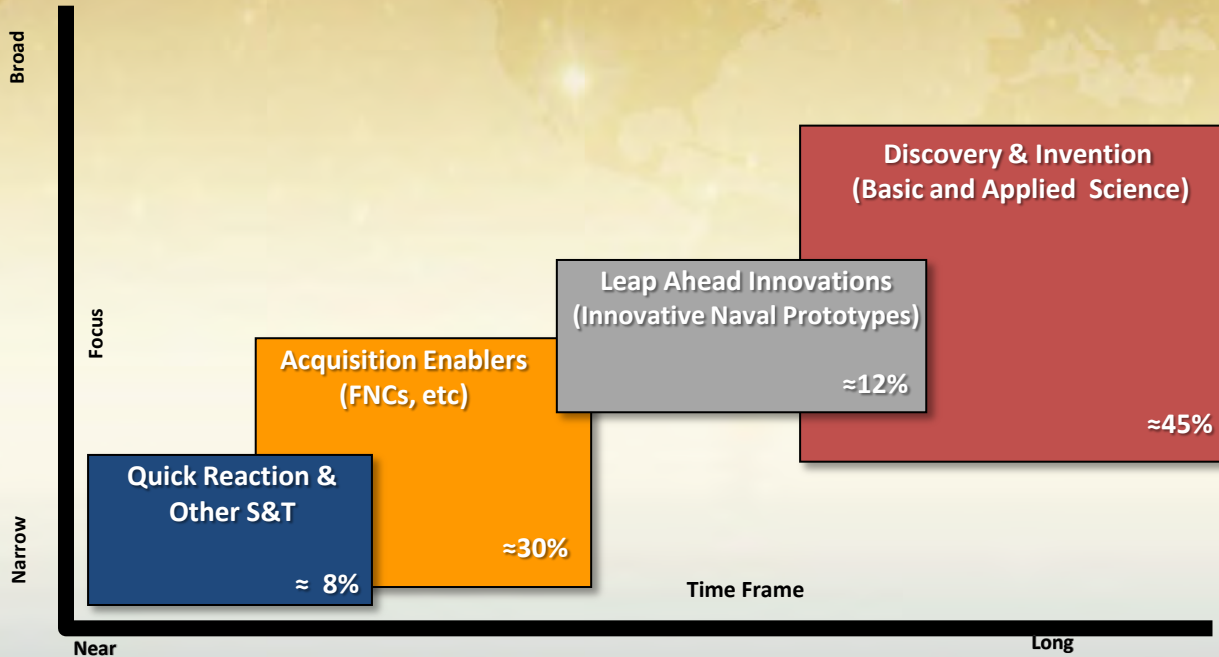 Broad
Discovery & Invention
(Basic and Applied Science)
≈45%
Leap Ahead Innovations
(Innovative Naval Prototypes)
≈12%
Focus
Acquisition Enablers
(FNCs, etc)
≈30%
Quick Reaction &
Other S&T
≈ 8%
Narrow
Time Frame
Near
Long